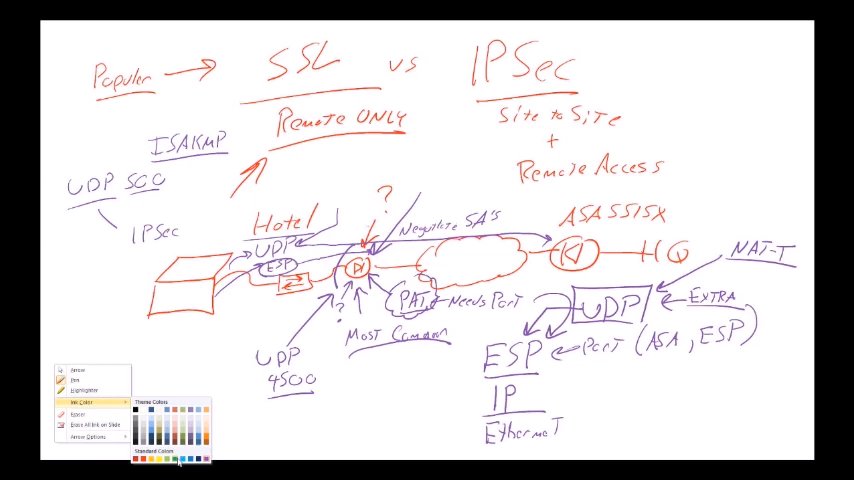 Popular → SSL vs IPSec
Remote ONLY
Site to Site
+
Remote Access
ISAKMP
UDP 500
IPSec
Hotel
?
Negotiate SA's
ASA 5515X
UDP
ESP
HQ
NAT-T
PAT
Needs Port
UDP
EXTRA
?
Most Common
UDP
4500
ESP
Port (ASA, ESP)
IP
Ethernet
Arrow
Pen
Highlighter
Ink Color
Eraser
Erase All Ink on Slide
Arrow Options
Theme Colors
Standard Colors